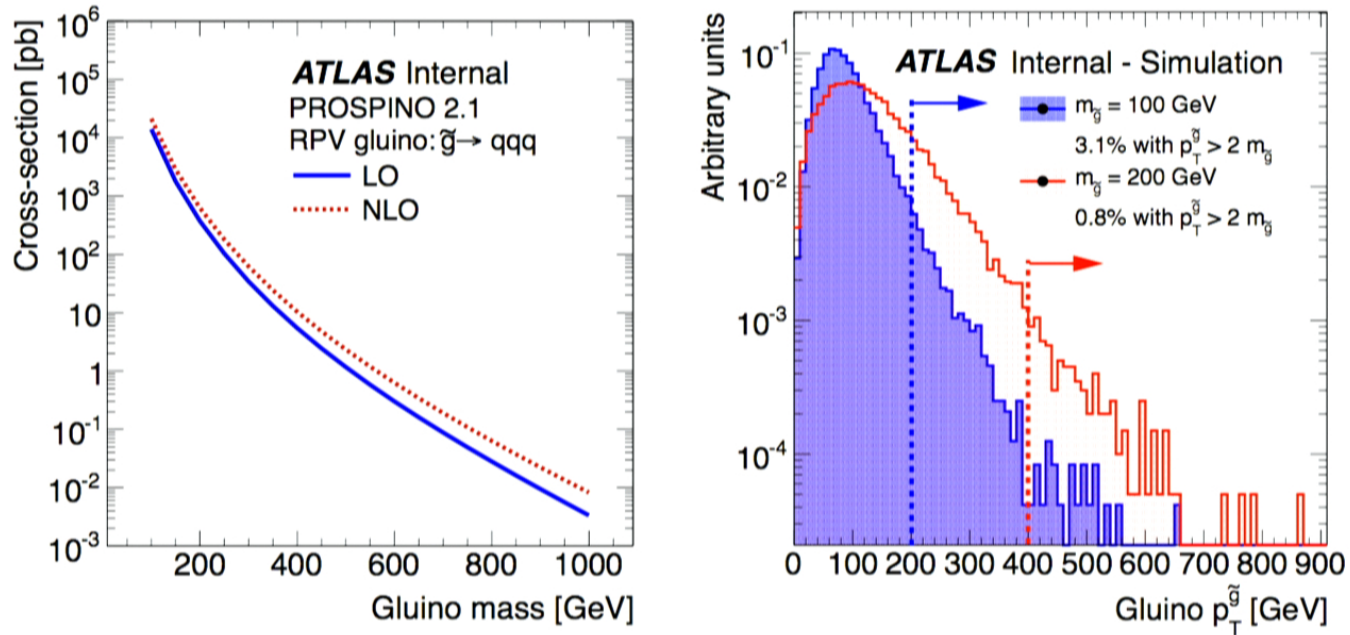 Cross-section [pb]
10^6
10^5
10^4
10^3
10^2
10
1
10^-1
10^-2
10^-3
ATLAS Internal
PROSPINO 2.1
RPV gluino: g̃→ qqq
LO
NLO
200 400 600 800 1000
Gluino mass [GeV]
Arbitrary units
10^-1
10^-2
10^-3
10^-4
ATLAS Internal - Simulation
m_g̃ = 100 GeV
3.1% with p_T^g̃ > 2 m_g̃
m_g̃ = 200 GeV
0.8% with p_T^g̃ > 2 m_g̃
0 100 200 300 400 500 600 700 800 900
Gluino p_T^g̃ [GeV]